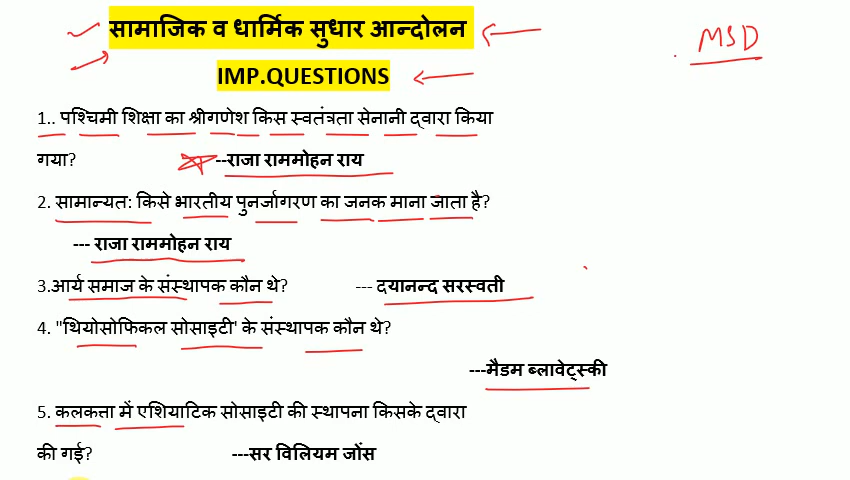 सामाजिक व धार्मिक सुधार आन्दोलन
MSD
IMP.QUESTIONS
1.. पश्चिमी शिक्षा का श्रीगणेश किस स्वतंत्रता सेनानी द्वारा किया
गया? --राजा राममोहन राय
2. सामान्यत: किसे भारतीय पुनर्जागरण का जनक माना जाता है?
--- राजा राममोहन राय
3.आर्य समाज के संस्थापक कौन थे? --- दयानन्द सरस्वती
4. "थियोसोफिकल सोसाइटी' के संस्थापक कौन थे?
---मैडम ब्लावेट्स्की
5. कलकत्ता में एशियाटिक सोसाइटी की स्थापना किसके द्वारा
की गई? ---सर विलियम जोंस